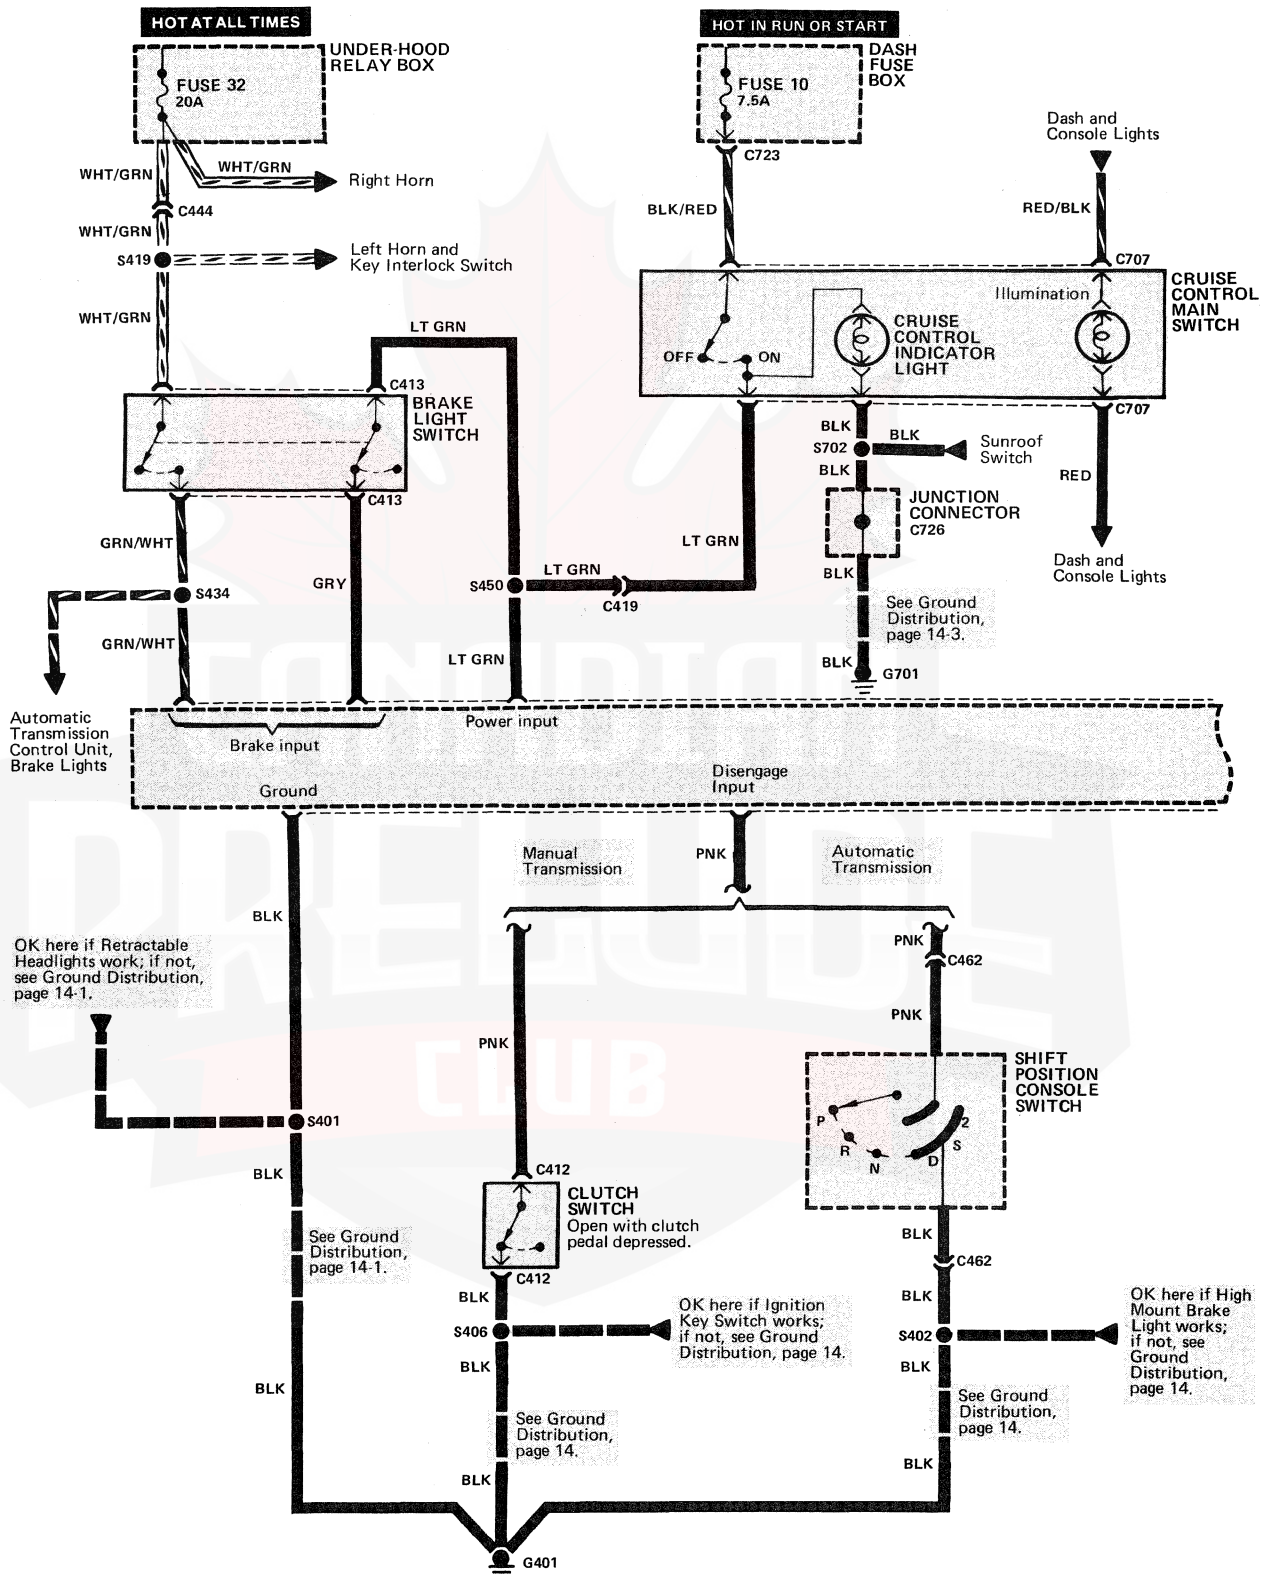 HOT AT ALL TIMES
HOT IN RUN OR START
UNDER-HOOD
RELAY BOX
FUSE 32
20A
DASH
FUSE
BOX
FUSE 10
7.5A
Dash and
Console Lights
C723
WHT/GRN
WHT/GRN
Right Horn
C444
BLK/RED
RED/BLK
WHT/GRN
S419
Left Horn and
Key Interlock Switch
C707
CRUISE
CONTROL
MAIN
SWITCH
Illumination
WHT/GRN
LT GRN
CRUISE
CONTROL
INDICATOR
LIGHT
OFF
ON
C413
BRAKE
LIGHT
SWITCH
C707
BLK
S702
BLK
Sunroof
Switch
BLK
RED
C413
JUNCTION
CONNECTOR
C726
GRN/WHT
LT GRN
GRY
S450
LT GRN
C419
BLK
Dash and
Console Lights
S434
See Ground
Distribution,
page 14-3.
GRN/WHT
LT GRN
BLK
G701
Automatic
Transmission
Control Unit,
Brake Lights
Brake input
Power input
Ground
Disengage
Input
Manual
Transmission
PNK
Automatic
Transmission
BLK
PNK
C462
OK here if Retractable
Headlights work; if not,
see Ground Distribution,
page 14-1.
PNK
PNK
SHIFT
POSITION
CONSOLE
SWITCH
P
R
N
D
S
2
S401
BLK
C412
CLUTCH
SWITCH
Open with clutch
pedal depressed.
See Ground
Distribution,
page 14-1.
BLK
C462
C412
BLK
BLK
S406
OK here if Ignition
Key Switch works;
if not, see Ground
Distribution, page 14.
S402
OK here if High
Mount Brake
Light works;
if not, see
Ground
Distribution,
page 14.
BLK
BLK
BLK
See Ground
Distribution,
page 14.
See Ground
Distribution,
page 14.
BLK
BLK
G401
CANADIAN
PRELUDE
CLUB